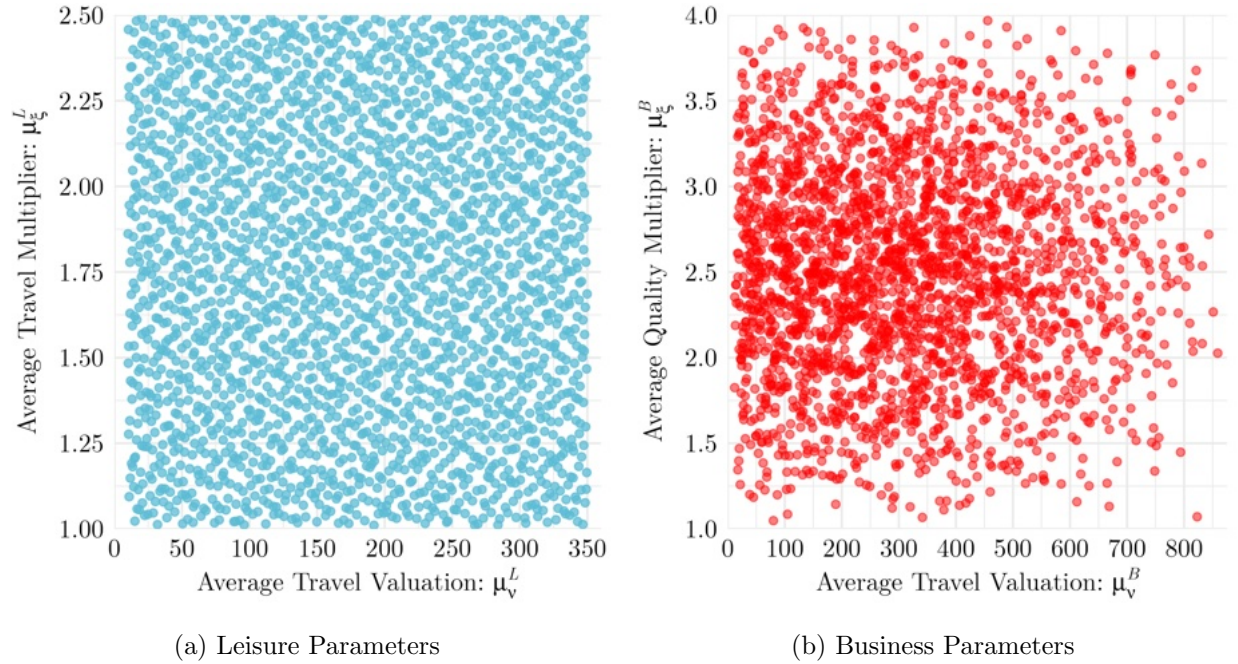 2.50
2.25
2.00
1.75
1.50
1.25
1.00
0 50 100 150 200 250 300 350
Average Travel Multiplier: μ_ξ^L
Average Travel Valuation: μ_ν^L
(a) Leisure Parameters
4.0
3.5
3.0
2.5
2.0
1.5
1.0
0 100 200 300 400 500 600 700 800
Average Quality Multiplier: μ_ξ^B
Average Travel Valuation: μ_ν^B
(b) Business Parameters